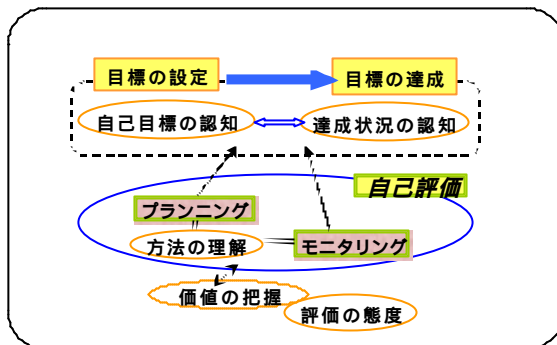 目標の設定
目標の達成
自己目標の認知
達成状況の認知
自己評価
プランニング
方法の理解
モニタリング
価値の把握
評価の態度